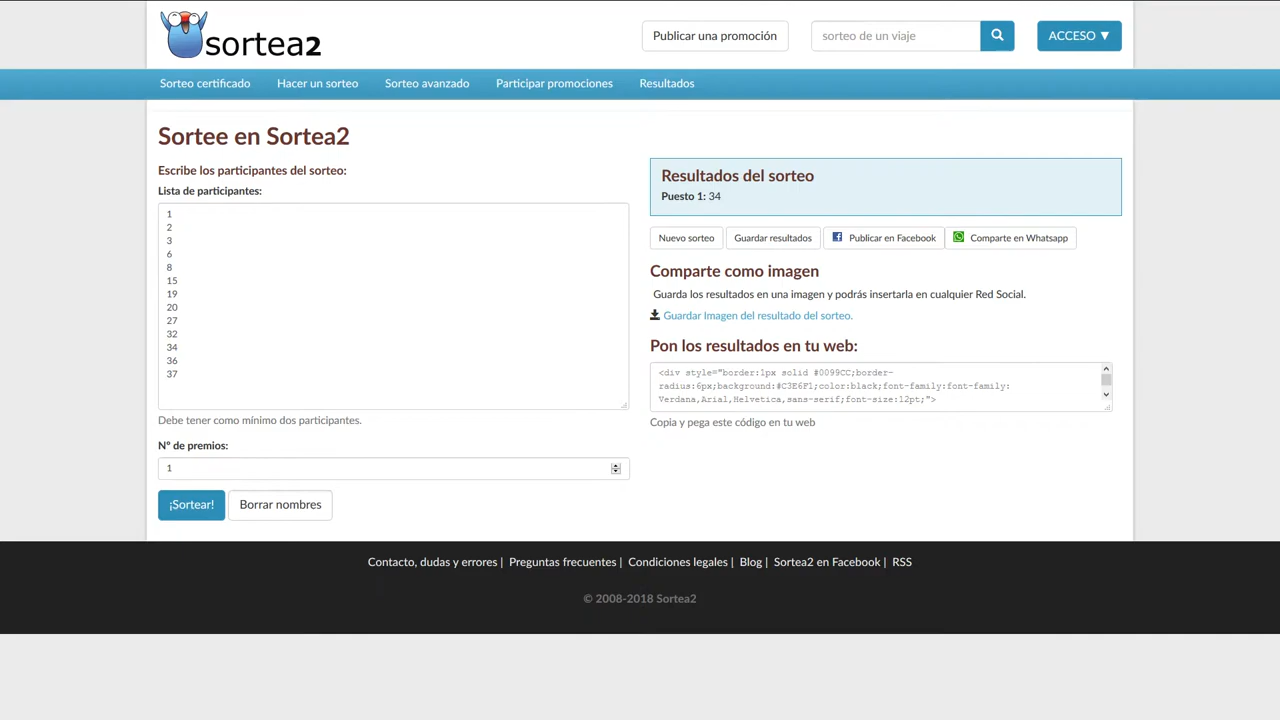 sortea2
Publicar una promoción
sorteo de un viaje
ACCESO ▼
Sorteo certificado
Hacer un sorteo
Sorteo avanzado
Participar promociones
Resultados
Sortee en Sortea2
Escribe los participantes del sorteo:
Lista de participantes:
1
2
3
6
8
15
19
20
27
32
34
36
37
Debe tener como mínimo dos participantes.
Nº de premios:
1
¡Sortear!
Borrar nombres
Resultados del sorteo
Puesto 1: 34
Nuevo sorteo
Guardar resultados
Publicar en Facebook
Comparte en Whatsapp
Comparte como imagen
Guarda los resultados en una imagen y podrás insertarla en cualquier Red Social.
Guardar Imagen del resultado del sorteo.
Pon los resultados en tu web:
<div style="border:1px solid #0099CC;border-
radius:6px;background:#C3E6F1;color:black;font-family:font-family:
Verdana,Arial,Helvetica,sans-serif;font-size:12pt;">
Copia y pega este código en tu web
Contacto, dudas y errores | Preguntas frecuentes | Condiciones legales | Blog | Sortea2 en Facebook | RSS
© 2008-2018 Sortea2